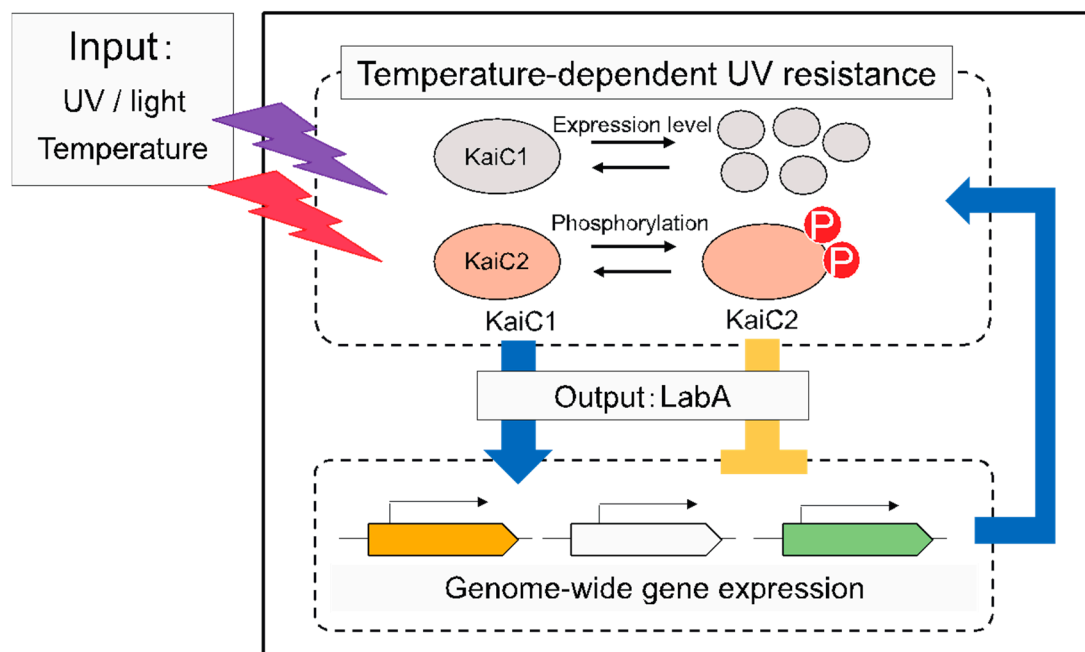 Input:
UV / light
Temperature
Temperature-dependent UV resistance
Expression level
KaiC1
Phosphorylation
P
KaiC2
P
KaiC1
KaiC2
Output: LabA
Genome-wide gene expression